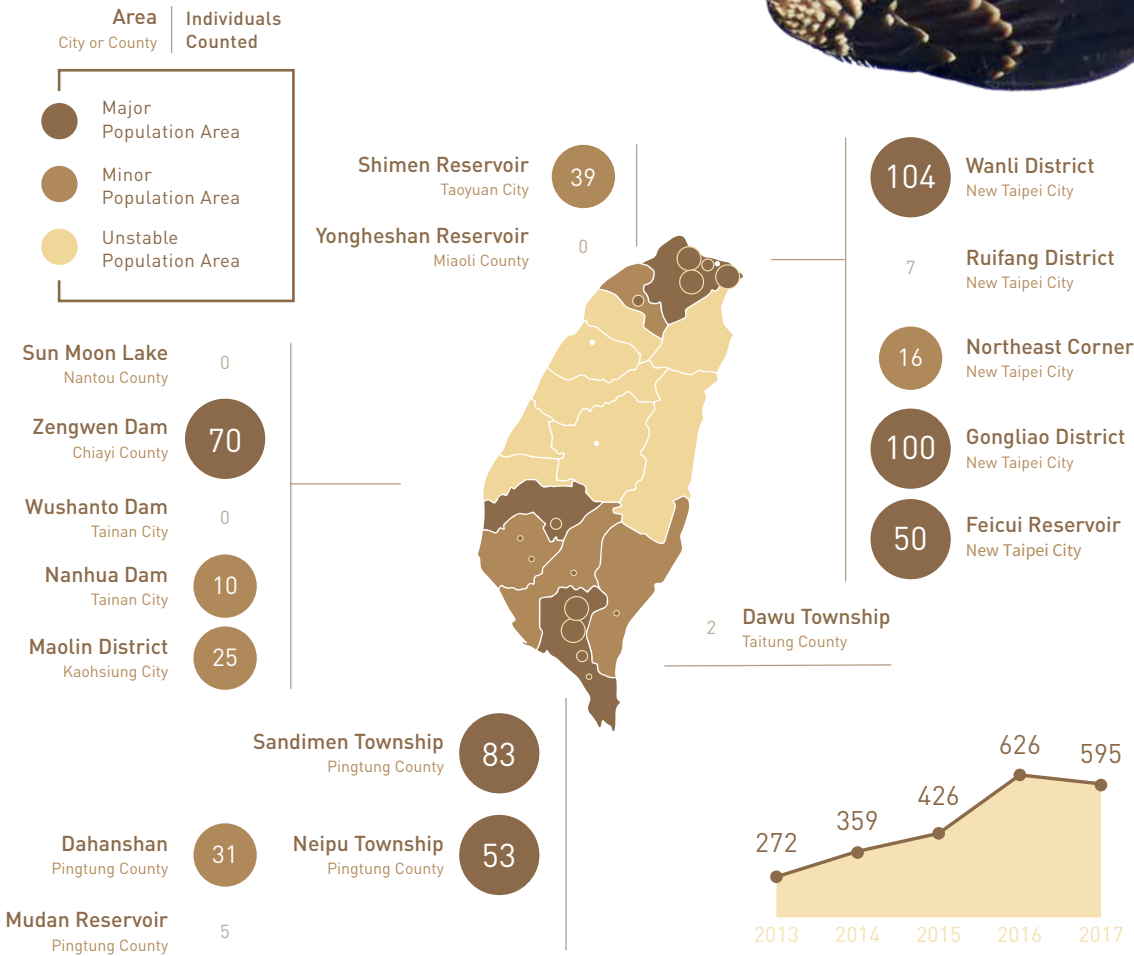 Area
City or County
Individuals
Counted
Major
Population Area
Minor
Population Area
Unstable
Population Area
Shimen Reservoir
Taoyuan City
39
Yongheshan Reservoir
Miaoli County
0
104
Wanli District
New Taipei City
7
Ruifang District
New Taipei City
16
Northeast Corner
New Taipei City
100
Gongliao District
New Taipei City
50
Feicui Reservoir
New Taipei City
Sun Moon Lake
Nantou County
0
Zengwen Dam
Chiayi County
70
Wushanto Dam
Tainan City
0
Nanhua Dam
Tainan City
10
Maolin District
Kaohsiung City
25
2
Dawu Township
Taitung County
Sandimen Township
Pingtung County
83
Dahanshan
Pingtung County
31
Neipu Township
Pingtung County
53
Mudan Reservoir
Pingtung County
5
272
359
426
626
595
2013
2014
2015
2016
2017